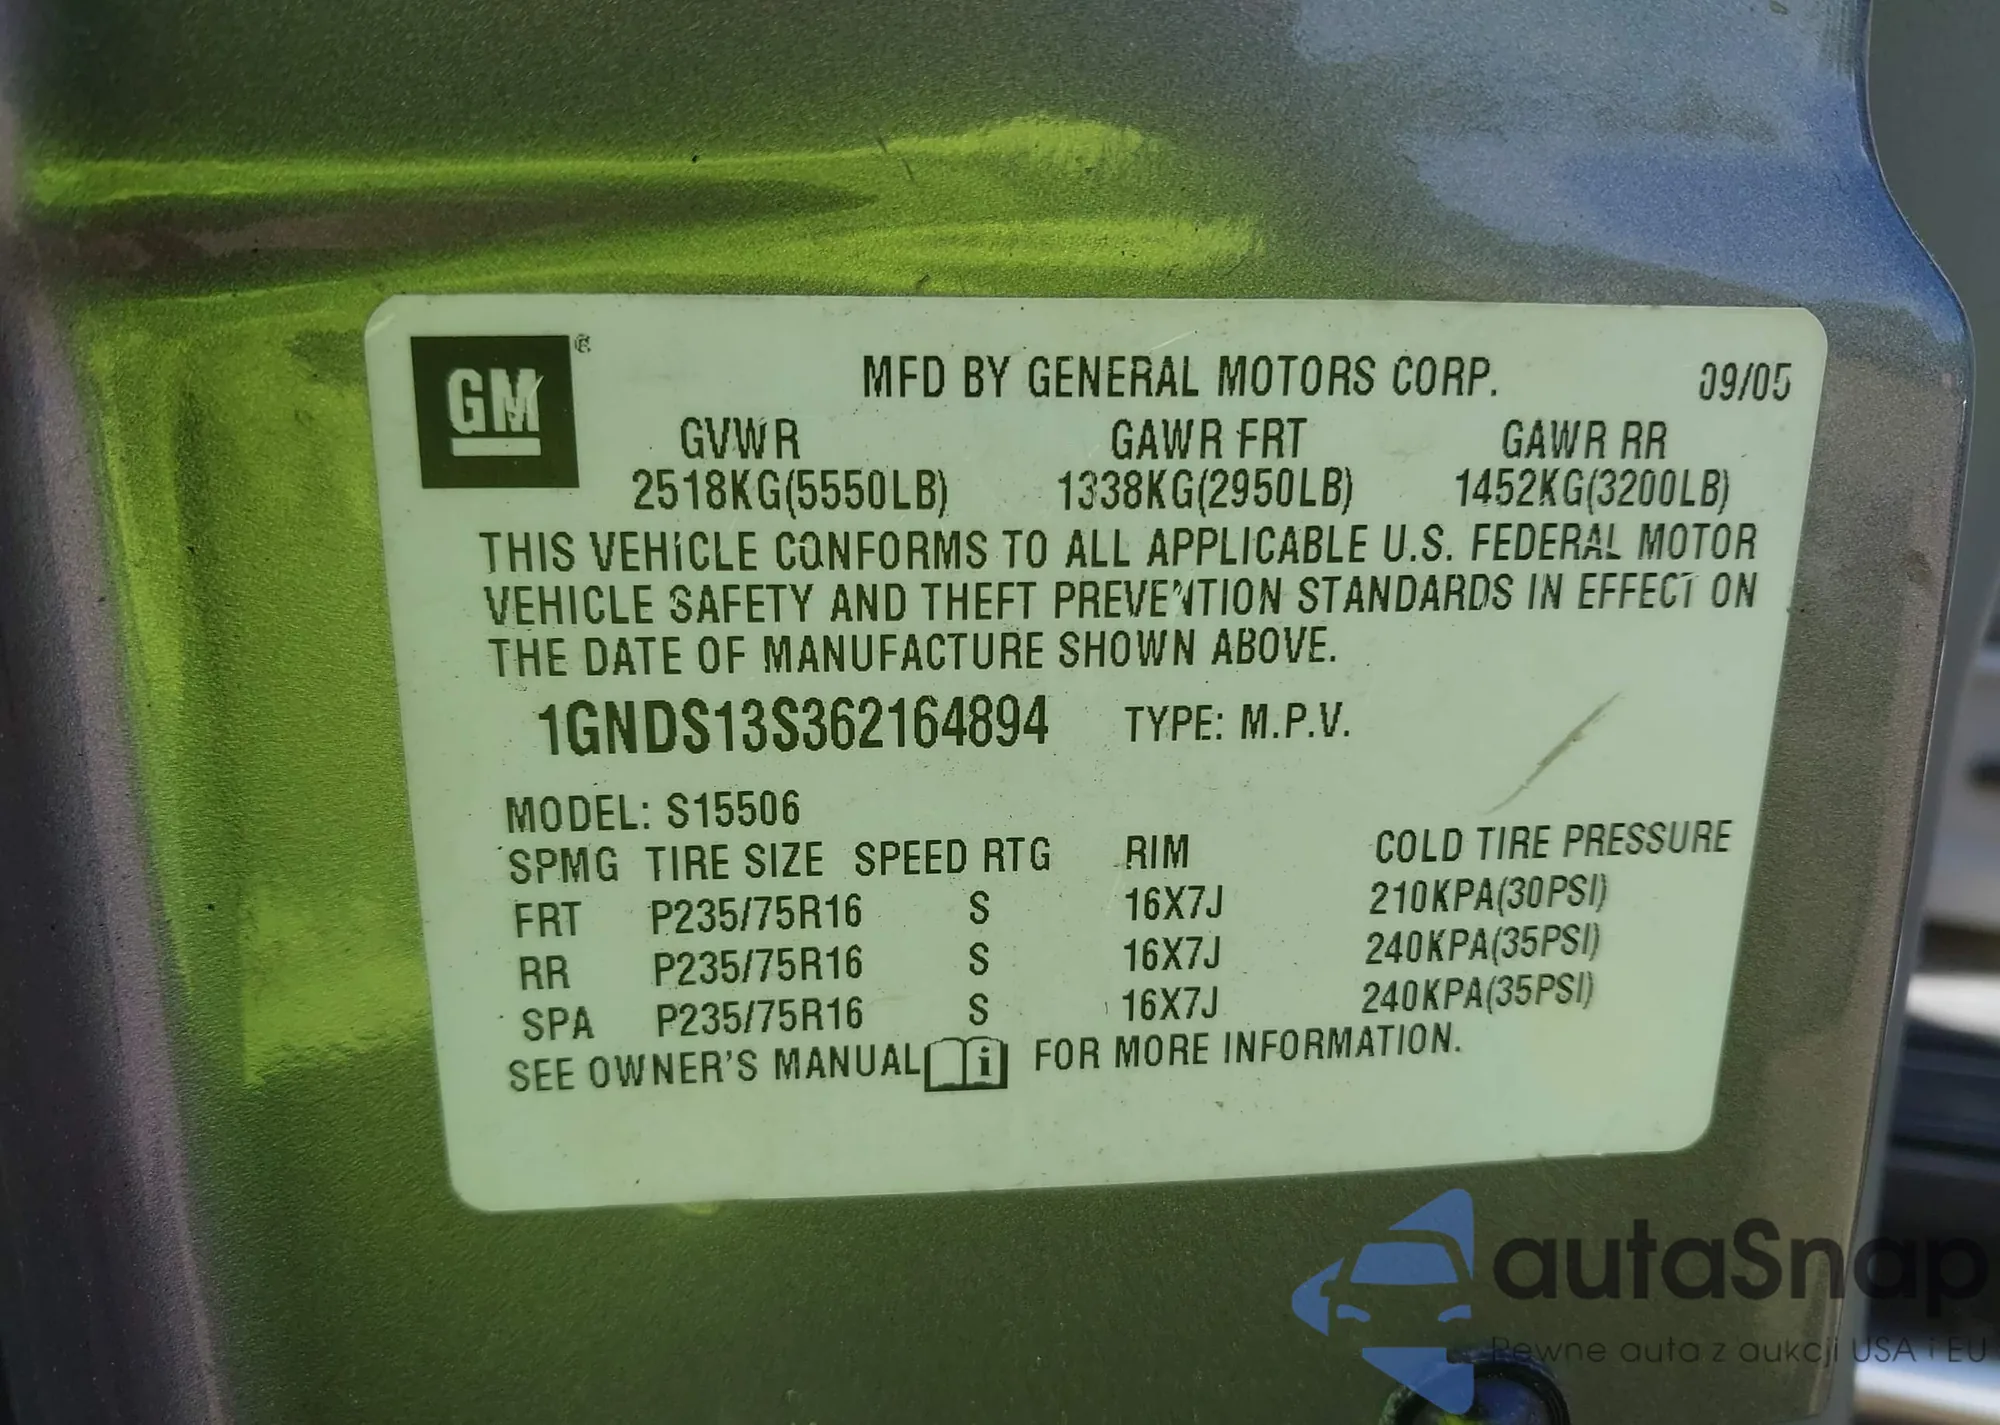 GM ®
MFD BY GENERAL MOTORS CORP. 09/05
GVWR GAWR FRT GAWR RR
2518KG(5550LB) 1338KG(2950LB) 1452KG(3200LB)
THIS VEHICLE CONFORMS TO ALL APPLICABLE U.S. FEDERAL MOTOR
VEHICLE SAFETY AND THEFT PREVENTION STANDARDS IN EFFECT ON
THE DATE OF MANUFACTURE SHOWN ABOVE.
1GNDS13S362164894 TYPE: M.P.V.
MODEL: S15506
SPMG TIRE SIZE SPEED RTG RIM COLD TIRE PRESSURE
FRT P235/75R16 S 16X7J 210KPA(30PSI)
RR P235/75R16 S 16X7J 240KPA(35PSI)
SPA P235/75R16 S 16X7J 240KPA(35PSI)
SEE OWNER'S MANUAL i FOR MORE INFORMATION.
autaSnap
Pewne auta z aukcji USA i EU